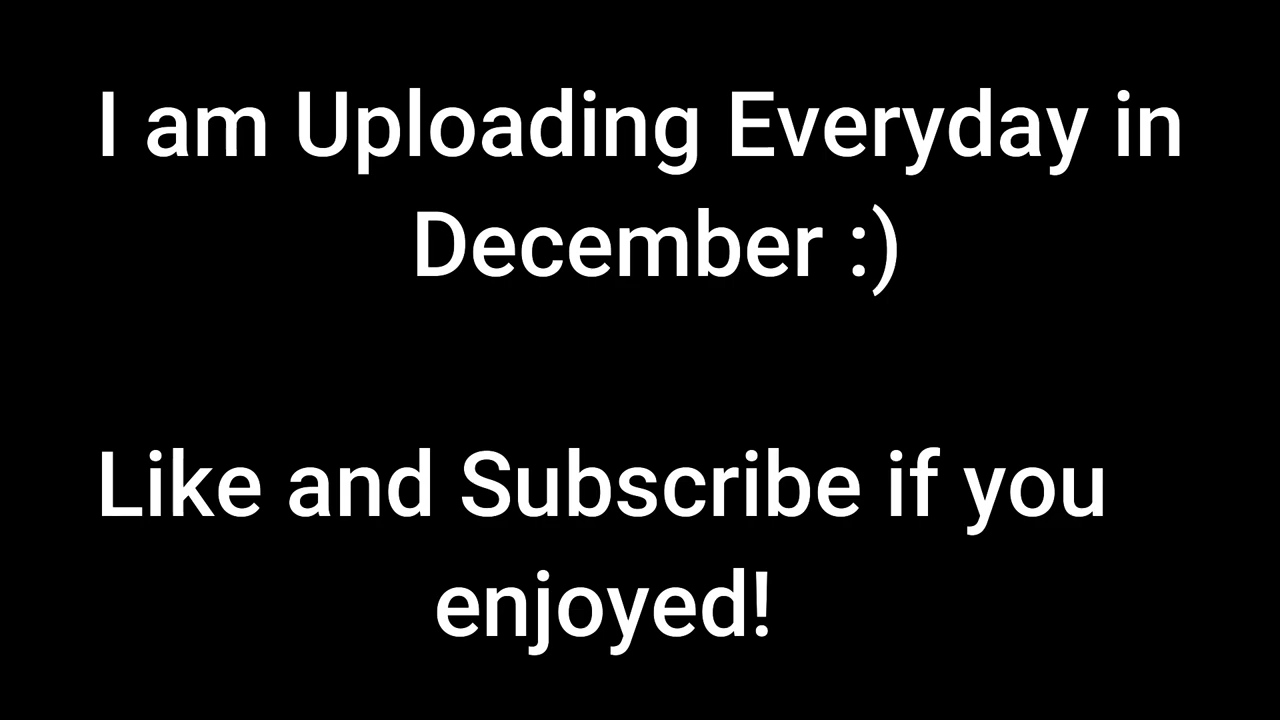 I am Uploading Everyday in
December :)
Like and Subscribe if you
enjoyed!